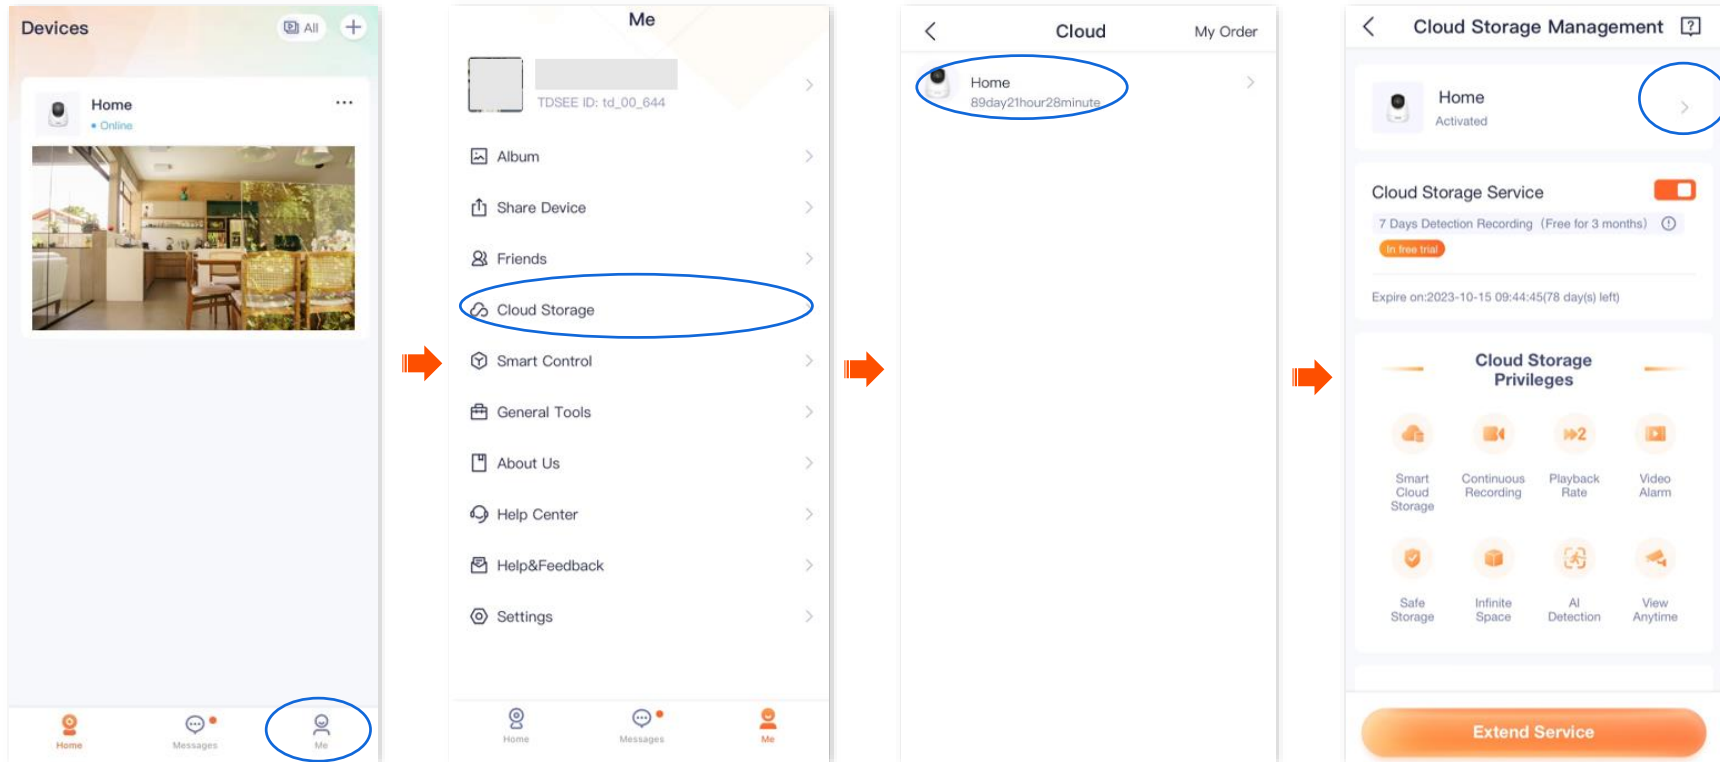 Devices
All
Home
• Online
Home
Messages
Me
Me
TDSEE ID: td_00_644
Album
Share Device
Friends
Cloud Storage
Smart Control
General Tools
About Us
Help Center
Help&Feedback
Settings
Home
Messages
Me
Cloud
My Order
Home
89day21hour28minute
Cloud Storage Management
Home
Activated
Cloud Storage Service
7 Days Detection Recording (Free for 3 months)
In free trial
Expire on:2023-10-15 09:44:45(78 day(s) left)
Cloud Storage
Privileges
Smart
Cloud
Storage
Continuous
Recording
2
Playback
Rate
Video
Alarm
Safe
Storage
Infinite
Space
AI
Detection
View
Anytime
Extend Service